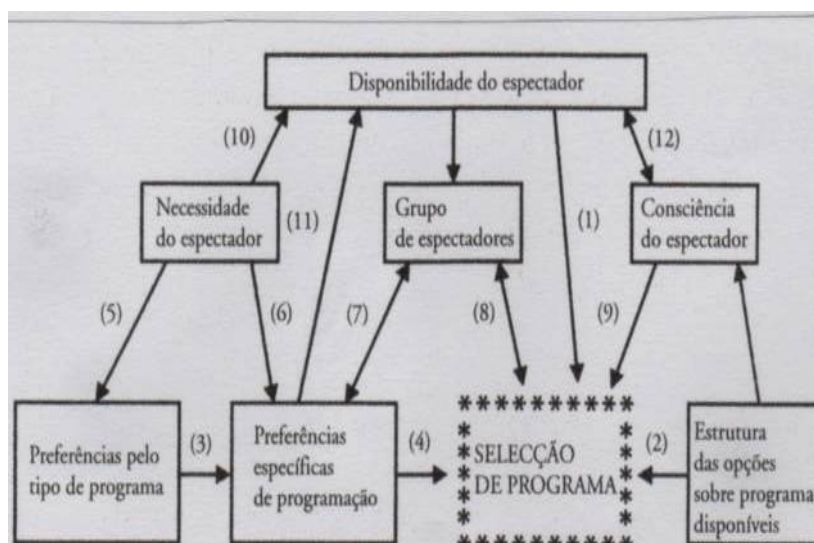 Disponibilidade do espectador
(10)
(12)
Necessidade
do espectador
(11)
Grupo
de espectadores
(1)
Consciência
do espectador
(5)
(6)
(7)
(8)
(9)
Preferências pelo
tipo de programa
(3)
Preferências
específicas
de programação
(4)
SELECÇÃO
DE PROGRAMA
(2)
Estrutura
das opções
sobre programa
disponíveis